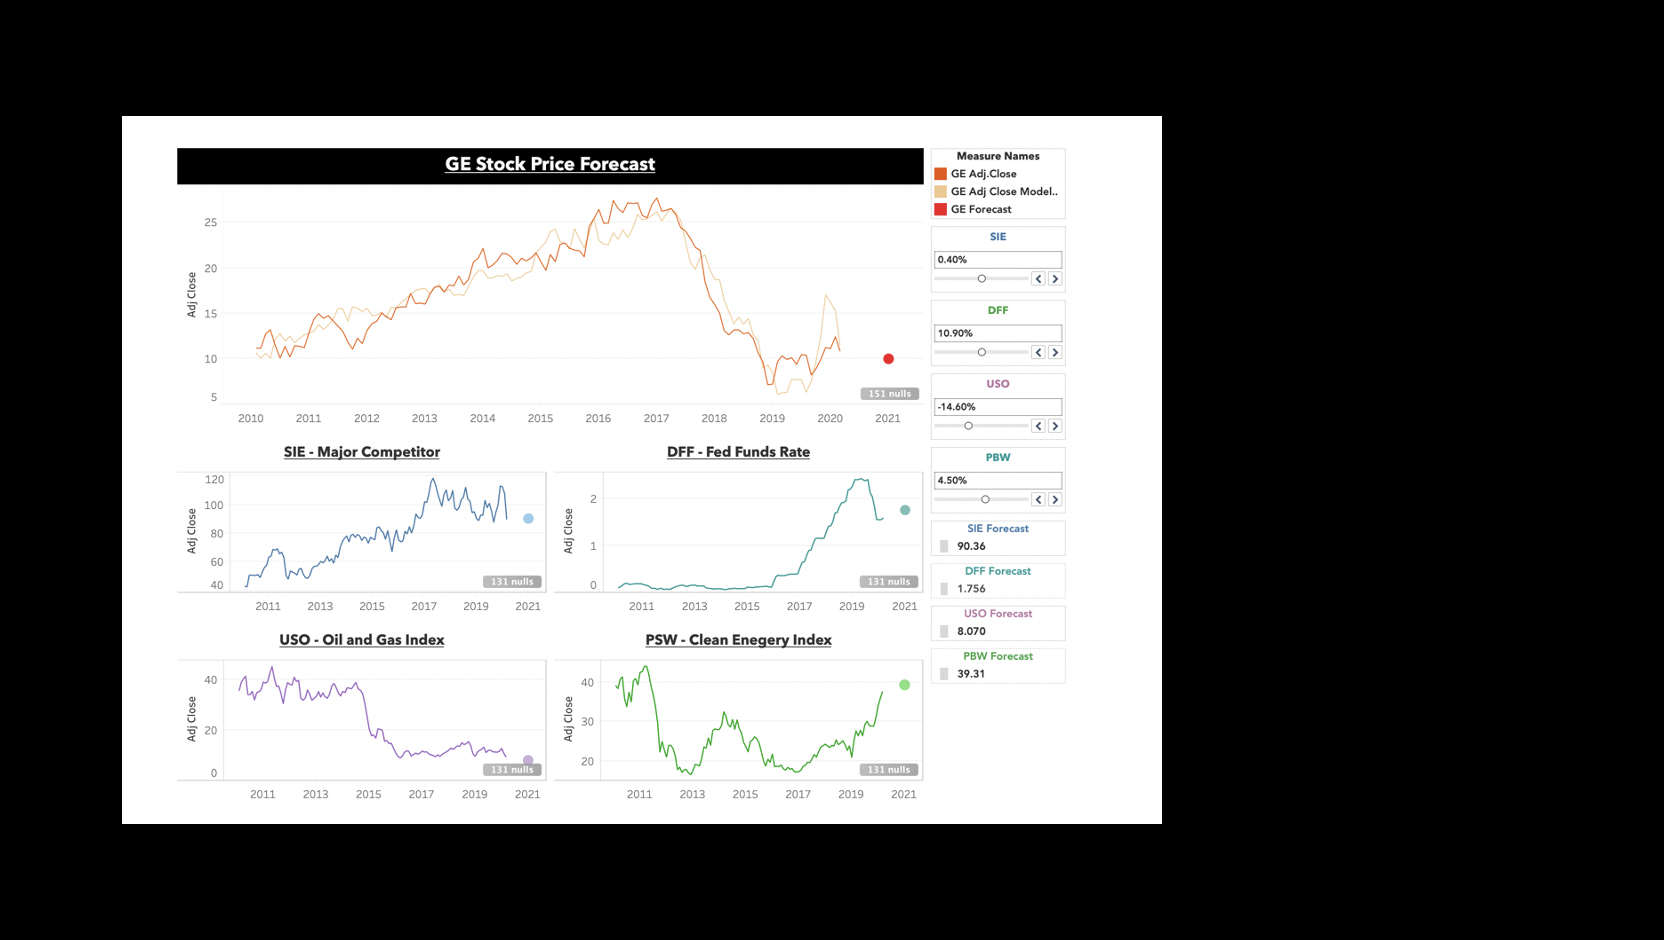 GE Stock Price Forecast
Adj Close
25
20
15
10
5
151 nulls
2010 2011 2012 2013 2014 2015 2016 2017 2018 2019 2020 2021
Measure Names
GE Adj.Close
GE Adj Close Model..
GE Forecast
SIE
0.40%
DFF
10.90%
USO
-14.60%
PBW
4.50%
SIE Forecast
90.36
DFF Forecast
1.756
USO Forecast
8.070
PBW Forecast
39.31
SIE - Major Competitor
Adj Close
120
100
80
60
40
131 nulls
2011 2013 2015 2017 2019 2021
DFF - Fed Funds Rate
Adj Close
2
1
0
131 nulls
2011 2013 2015 2017 2019 2021
USO - Oil and Gas Index
Adj Close
40
20
0
131 nulls
2011 2013 2015 2017 2019 2021
PSW - Clean Enegery Index
Adj Close
40
30
20
131 nulls
2011 2013 2015 2017 2019 2021